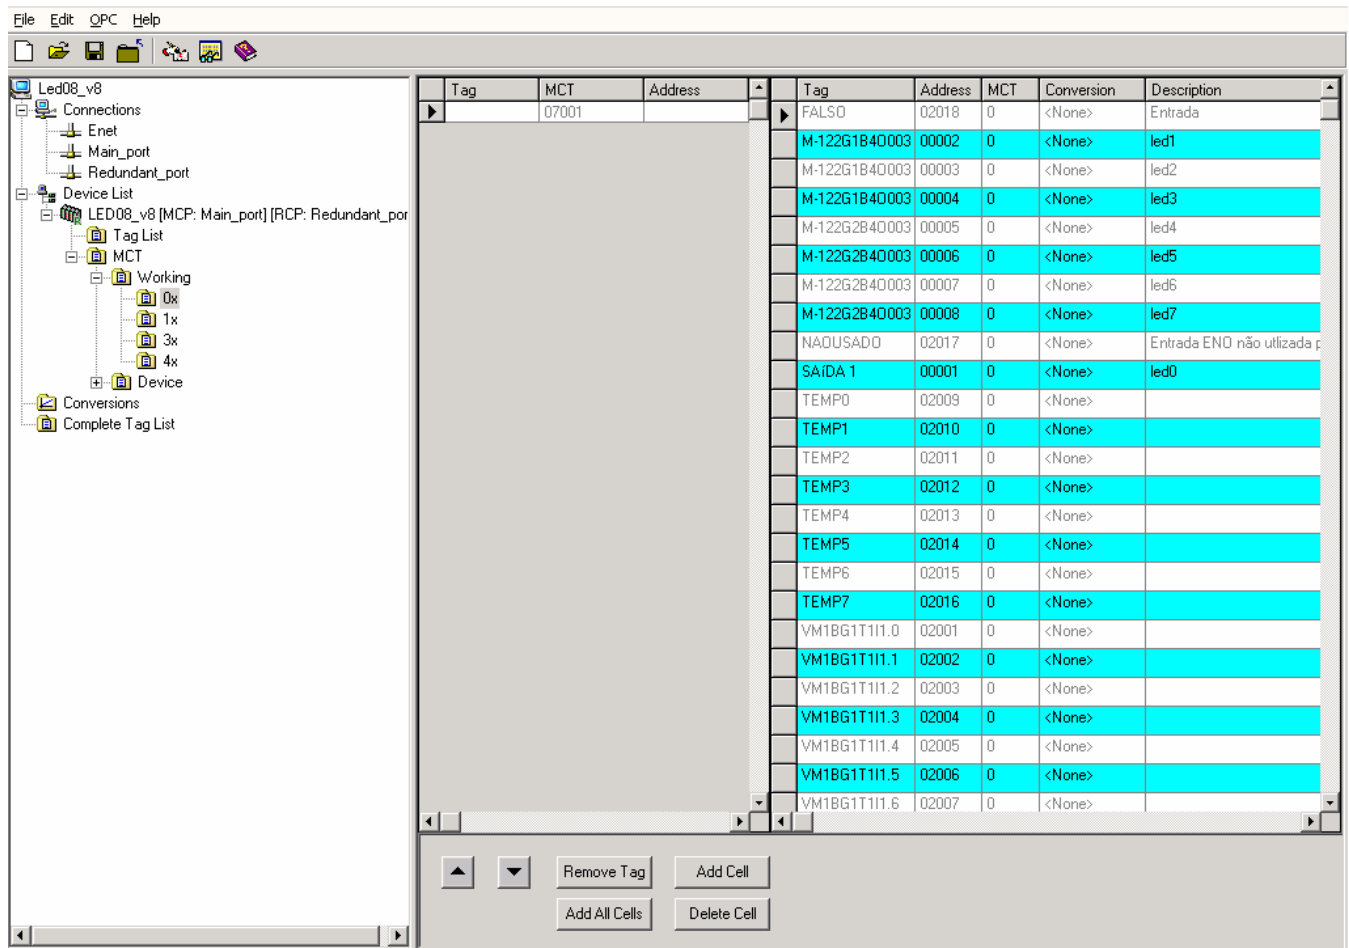 File Edit OPC Help
Led08_v8
Connections
Enet
Main_port
Redundant_port
Device List
LED08_v8 [MCP: Main_port] [RCP: Redundant_por
Tag List
MCT
Working
0x
1x
3x
4x
Device
Conversions
Complete Tag List
Tag MCT Address
07001
Tag Address MCT Conversion Description
FALSO 02018 0 <None> Entrada
M-122G1B4O003 00002 0 <None> led1
M-122G1B4O003 00003 0 <None> led2
M-122G1B4O003 00004 0 <None> led3
M-122G2B4O003 00005 0 <None> led4
M-122G2B4O003 00006 0 <None> led5
M-122G2B4O003 00007 0 <None> led6
M-122G2B4O003 00008 0 <None> led7
NAOUSADO 02017 0 <None> Entrada ENO não utlizada p
SAíDA 1 00001 0 <None> led0
TEMP0 02009 0 <None>
TEMP1 02010 0 <None>
TEMP2 02011 0 <None>
TEMP3 02012 0 <None>
TEMP4 02013 0 <None>
TEMP5 02014 0 <None>
TEMP6 02015 0 <None>
TEMP7 02016 0 <None>
VM1BG1T1I1.0 02001 0 <None>
VM1BG1T1I1.1 02002 0 <None>
VM1BG1T1I1.2 02003 0 <None>
VM1BG1T1I1.3 02004 0 <None>
VM1BG1T1I1.4 02005 0 <None>
VM1BG1T1I1.5 02006 0 <None>
VM1BG1T1I1.6 02007 0 <None>
Remove Tag Add Cell
Add All Cells Delete Cell